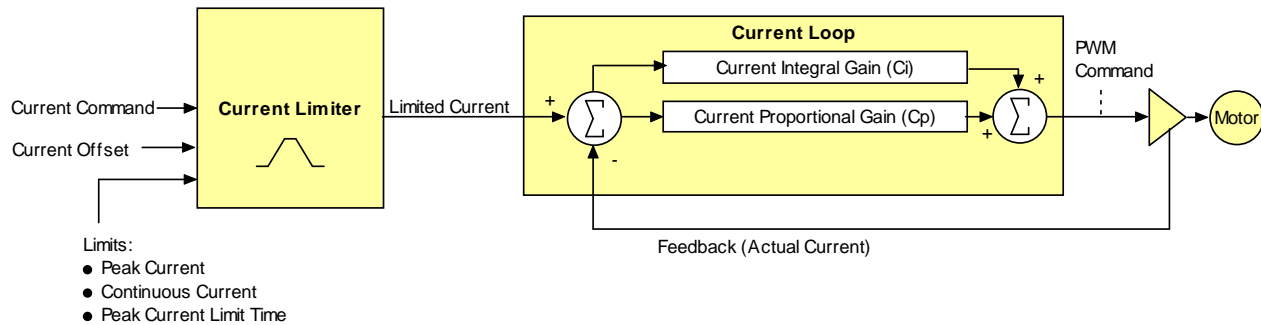 Current Loop
PWM
Command
Current Integral Gain (Ci)
+
Current Command
Current Limiter
Limited Current
+
Σ
Current Proportional Gain (Cp)
+
Σ
Motor
Current Offset
-
Limits:
Feedback (Actual Current)
● Peak Current
● Continuous Current
● Peak Current Limit Time